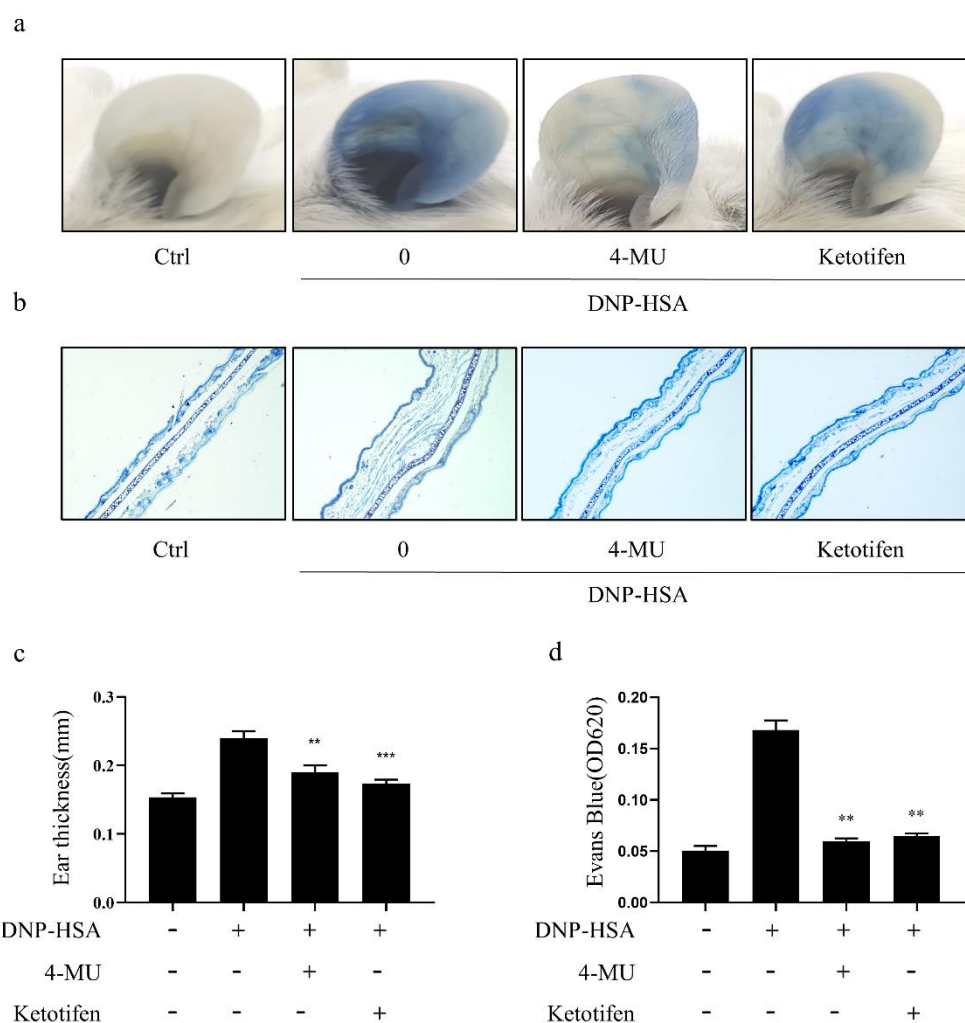 a
Ctrl 0 4-MU Ketotifen
DNP-HSA
b
Ctrl 0 4-MU Ketotifen
DNP-HSA
c
Ear thickness(mm)
0.3
0.2
0.1
0.0
** ***
DNP-HSA - + + +
4-MU - - + -
Ketotifen - - - +
d
Evans Blue(OD620)
0.20
0.15
0.10
0.05
0.00
** **
DNP-HSA - + + +
4-MU - - + -
Ketotifen - - - +